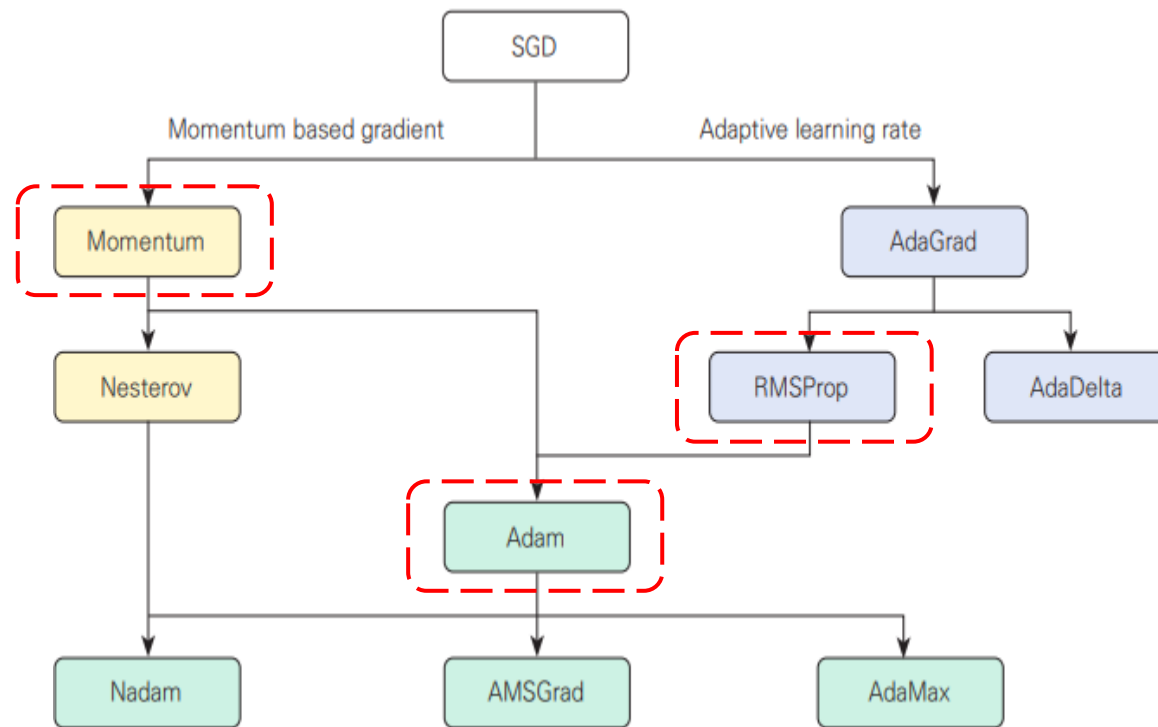 SGD
Momentum based gradient
Adaptive learning rate
Momentum
AdaGrad
Nesterov
RMSProp
AdaDelta
Adam
Nadam
AMSGrad
AdaMax